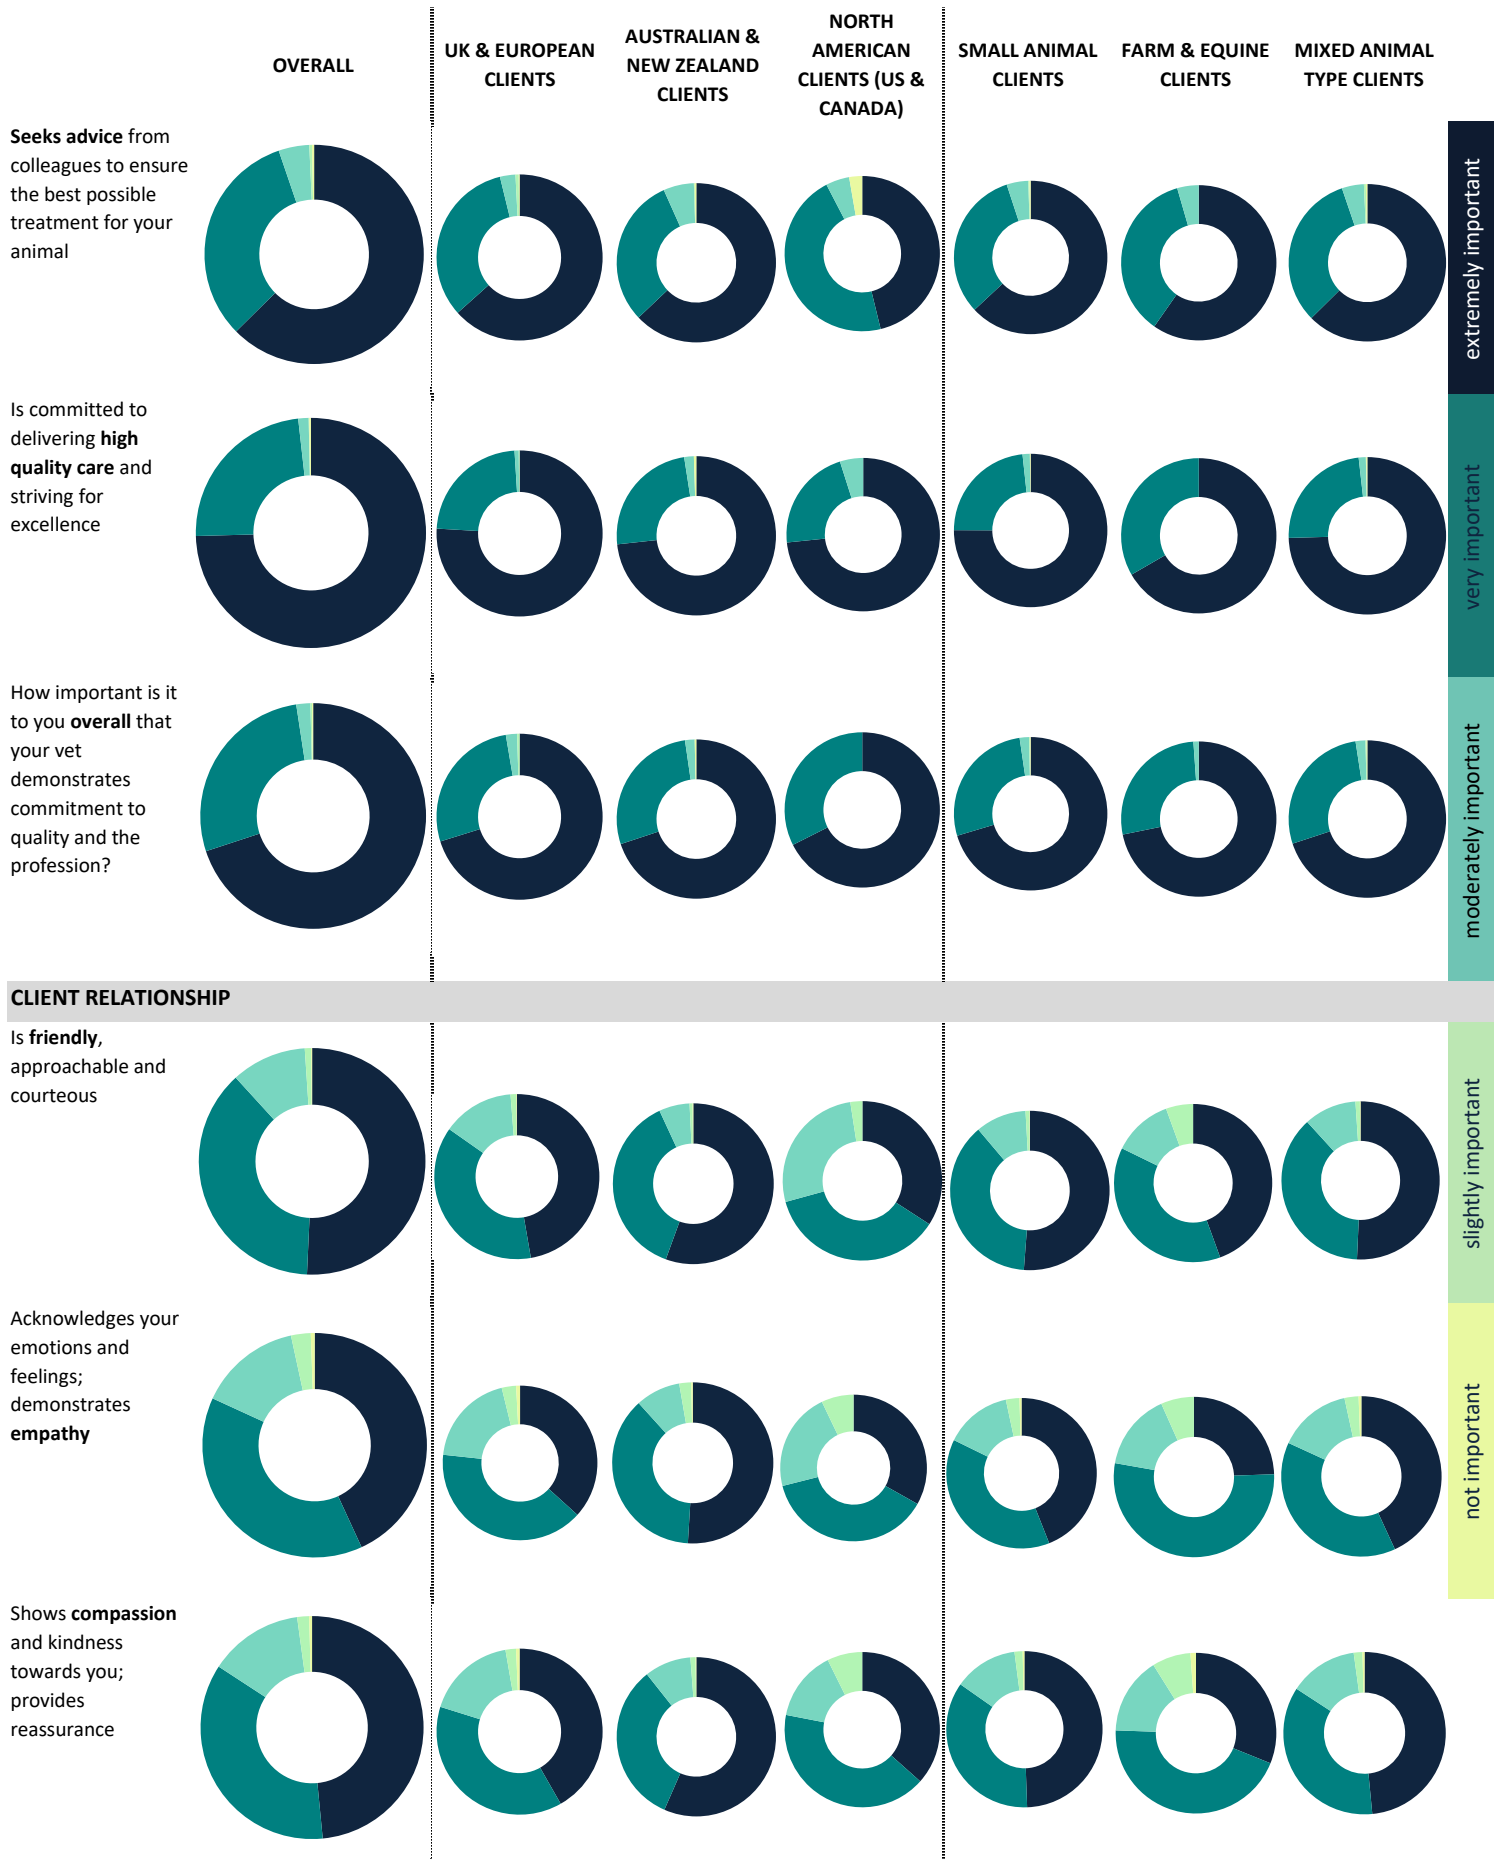 OVERALL
UK & EUROPEAN
CLIENTS
AUSTRALIAN &
NEW ZEALAND
CLIENTS
NORTH
AMERICAN
CLIENTS (US &
CANADA)
SMALL ANIMAL
CLIENTS
FARM & EQUINE
CLIENTS
MIXED ANIMAL
TYPE CLIENTS
Seeks advice from
colleagues to ensure
the best possible
treatment for your
animal
extremely important
Is committed to
delivering high
quality care and
striving for
excellence
very important
How important is it
to you overall that
your vet
demonstrates
commitment to
quality and the
profession?
moderately important
CLIENT RELATIONSHIP
Is friendly,
approachable and
courteous
slightly important
Acknowledges your
emotions and
feelings;
demonstrates
empathy
not important
Shows compassion
and kindness
towards you;
provides
reassurance